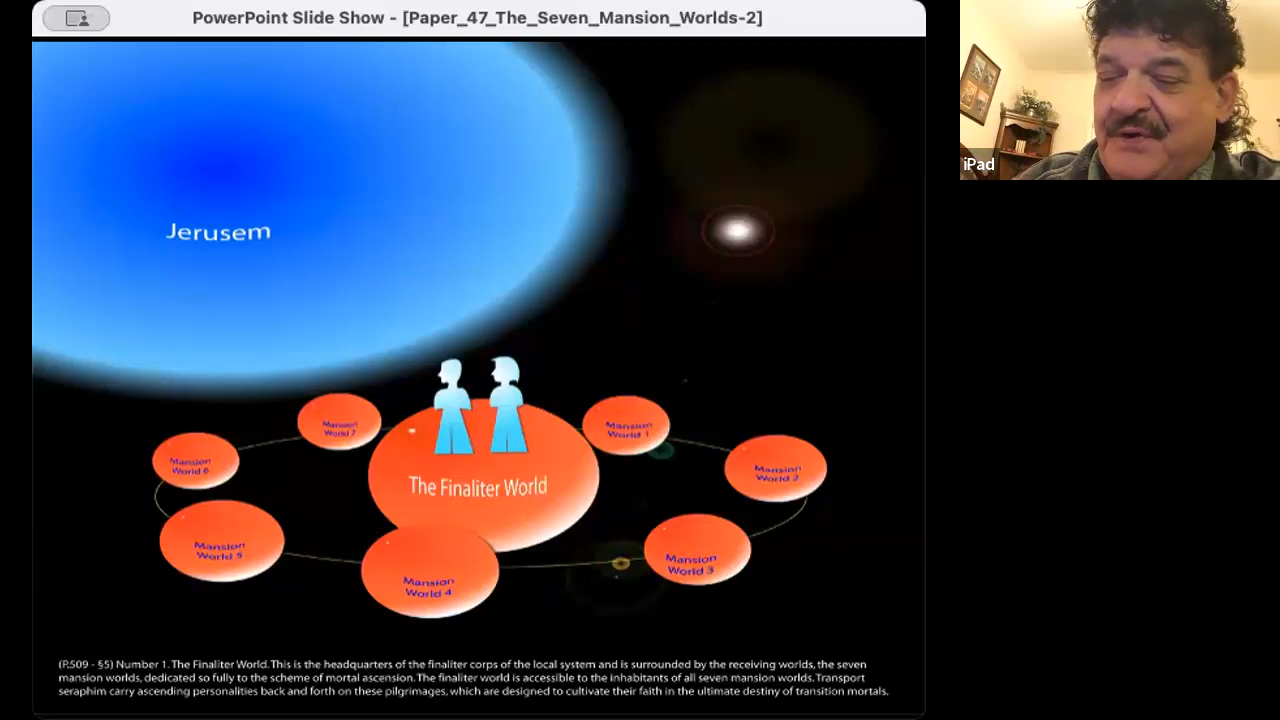 PowerPoint Slide Show - [Paper_47_The_Seven_Mansion_Worlds-2]
iPad
Jerusem
Mansion
World 7
Mansion
World 1
Mansion
World 6
Mansion
World 2
The Finaliter World
Mansion
World 5
Mansion
World 3
Mansion
World 4
(P.509 - §5) Number 1. The Finaliter World. This is the headquarters of the finaliter corps of the local system and is surrounded by the receiving worlds, the seven
mansion worlds, dedicated so fully to the scheme of mortal ascension. The finaliter world is accessible to the inhabitants of all seven mansion worlds. Transport
seraphim carry ascending personalities back and forth on these pilgrimages, which are designed to cultivate their faith in the ultimate destiny of transition mortals.